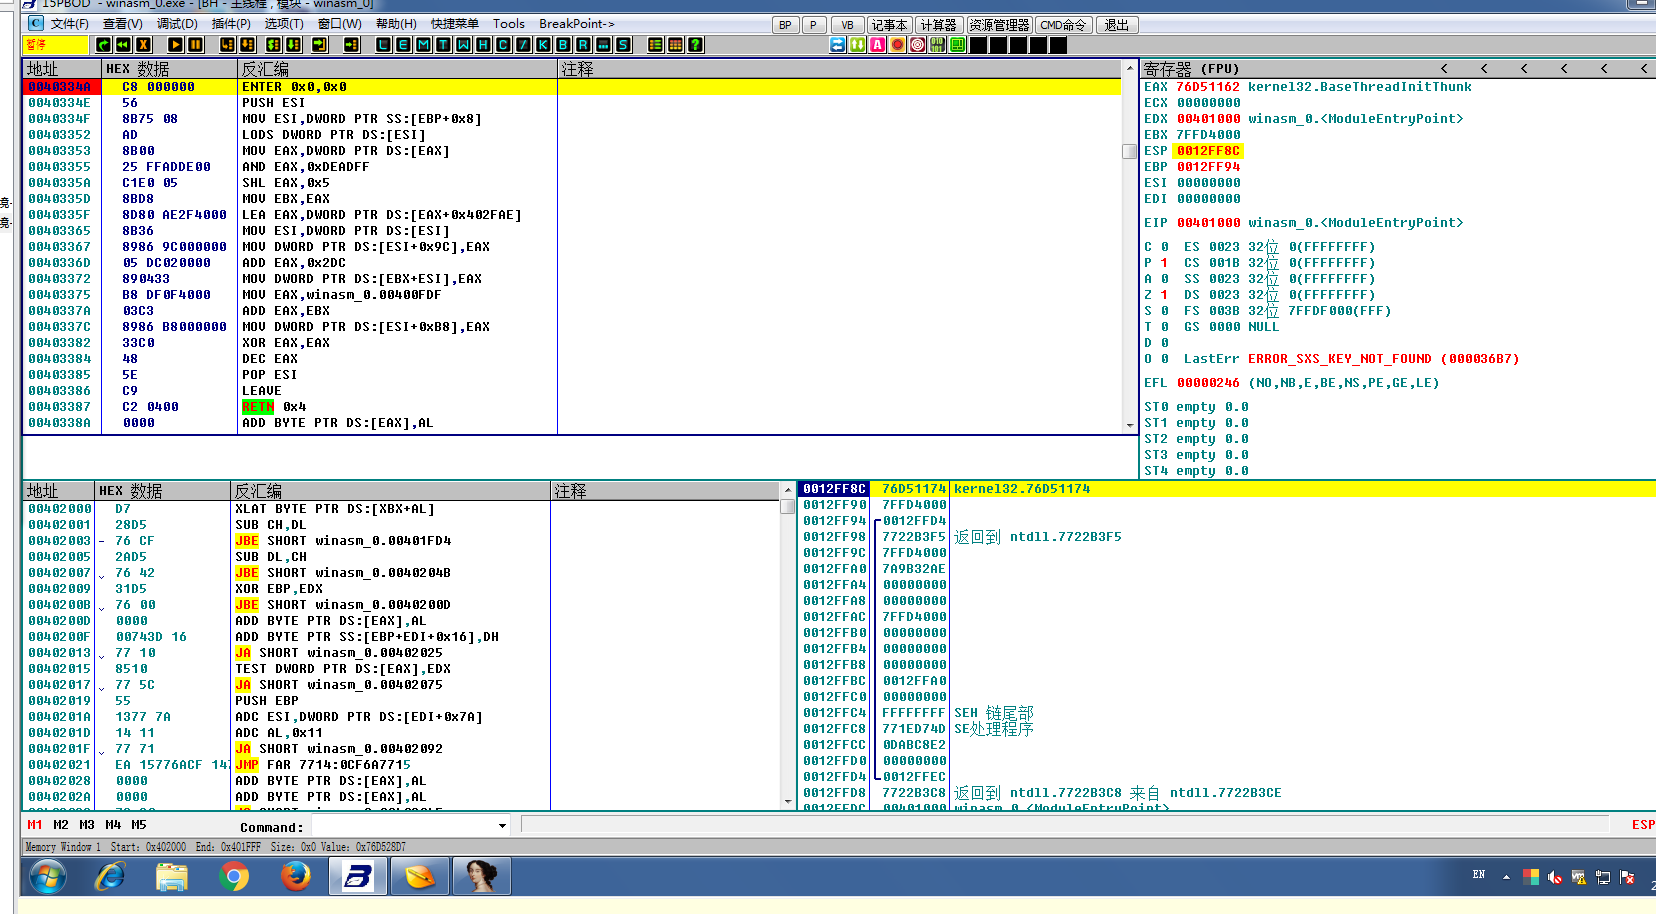 15PBOD - winasm_0.exe - [BH - 主线程, 模块 - winasm_0]
C 文件(F) 查看(V) 调试(D) 插件(P) 选项(T) 窗口(W) 帮助(H) 快捷菜单 Tools BreakPoint-> BP P VB 记事本 计算器 资源管理器 CMD命令 退出
暂停 L E M T W H C / K B R ... S ?
地址 HEX 数据 反汇编 注释
0040334A C8 000000 ENTER 0x0,0x0
0040334E 56 PUSH ESI
0040334F 8B75 08 MOV ESI,DWORD PTR SS:[EBP+0x8]
00403352 AD LODS DWORD PTR DS:[ESI]
00403353 8B00 MOV EAX,DWORD PTR DS:[EAX]
00403355 25 FFADDE00 AND EAX,0xDEADFF
0040335A C1E0 05 SHL EAX,0x5
0040335D 8BD8 MOV EBX,EAX
0040335F 8D80 AE2F4000 LEA EAX,DWORD PTR DS:[EAX+0x402FAE]
00403365 8B36 MOV ESI,DWORD PTR DS:[ESI]
00403367 8986 9C000000 MOV DWORD PTR DS:[ESI+0x9C],EAX
0040336D 05 DC020000 ADD EAX,0x2DC
00403372 890433 MOV DWORD PTR DS:[EBX+ESI],EAX
00403375 B8 DF0F4000 MOV EAX,winasm_0.00400FDF
0040337A 03C3 ADD EAX,EBX
0040337C 8986 B8000000 MOV DWORD PTR DS:[ESI+0xB8],EAX
00403382 33C0 XOR EAX,EAX
00403384 48 DEC EAX
00403385 5E POP ESI
00403386 C9 LEAVE
00403387 C2 0400 RETN 0x4
0040338A 0000 ADD BYTE PTR DS:[EAX],AL
寄存器 (FPU) < < < < < <
EAX 76D51162 kernel32.BaseThreadInitThunk
ECX 00000000
EDX 00401000 winasm_0.<ModuleEntryPoint>
EBX 7FFD4000
ESP 0012FF8C
EBP 0012FF94
ESI 00000000
EDI 00000000
EIP 00401000 winasm_0.<ModuleEntryPoint>
C 0 ES 0023 32位 0(FFFFFFFF)
P 1 CS 001B 32位 0(FFFFFFFF)
A 0 SS 0023 32位 0(FFFFFFFF)
Z 1 DS 0023 32位 0(FFFFFFFF)
S 0 FS 003B 32位 7FFDF000(FFF)
T 0 GS 0000 NULL
D 0
O 0 LastErr ERROR_SXS_KEY_NOT_FOUND (000036B7)
EFL 00000246 (NO,NB,E,BE,NS,PE,GE,LE)
ST0 empty 0.0
ST1 empty 0.0
ST2 empty 0.0
ST3 empty 0.0
ST4 empty 0.0
地址 HEX 数据 反汇编 注释
00402000 D7 XLAT BYTE PTR DS:[XBX+AL]
00402001 28D5 SUB CH,DL
00402003 - 76 CF JBE SHORT winasm_0.00401FD4
00402005 2AD5 SUB DL,CH
00402007 76 42 JBE SHORT winasm_0.0040204B
00402009 31D5 XOR EBP,EDX
0040200B 76 00 JBE SHORT winasm_0.0040200D
0040200D 0000 ADD BYTE PTR DS:[EAX],AL
0040200F 00743D 16 ADD BYTE PTR SS:[EBP+EDI+0x16],DH
00402013 77 10 JA SHORT winasm_0.00402025
00402015 8510 TEST DWORD PTR DS:[EAX],EDX
00402017 77 5C JA SHORT winasm_0.00402075
00402019 55 PUSH EBP
0040201A 1377 7A ADC ESI,DWORD PTR DS:[EDI+0x7A]
0040201D 14 11 ADC AL,0x11
0040201F 77 71 JA SHORT winasm_0.00402092
00402021 EA 15776ACF 147 JMP FAR 7714:0CF6A7715
00402028 0000 ADD BYTE PTR DS:[EAX],AL
0040202A 0000 ADD BYTE PTR DS:[EAX],AL
0012FF8C 76D51174 kernel32.76D51174
0012FF90 7FFD4000
0012FF94 0012FFD4
0012FF98 7722B3F5 返回到 ntdll.7722B3F5
0012FF9C 7FFD4000
0012FFA0 7A9B32AE
0012FFA4 00000000
0012FFA8 00000000
0012FFAC 7FFD4000
0012FFB0 00000000
0012FFB4 00000000
0012FFB8 00000000
0012FFBC 0012FFA0
0012FFC0 00000000
0012FFC4 FFFFFFFF SEH 链尾部
0012FFC8 771ED74D SE处理程序
0012FFCC 0DABC8E2
0012FFD0 00000000
0012FFD4 0012FFEC
0012FFD8 7722B3C8 返回到 ntdll.7722B3C8 来自 ntdll.7722B3CE
0012FFDC 00401000 winasm_0.<ModuleEntryPoint>
M1 M2 M3 M4 M5 Command: ESP
Memory Window 1 Start: 0x402000 End: 0x401FFF Size: 0x0 Value: 0x76D528D7
EN